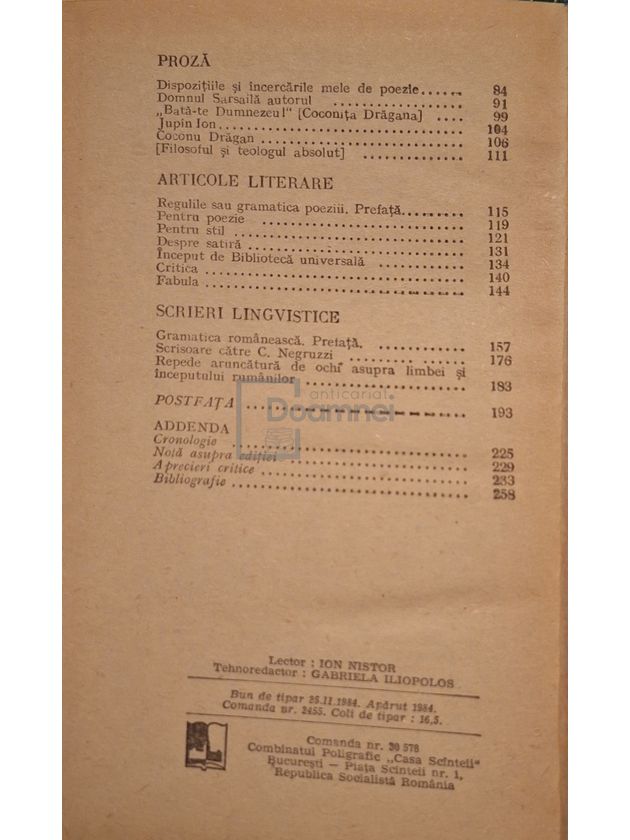 PROZĂ
Dispozițiile și încercările mele de poezie...... 84
Domnul Sarsailă autorul .................. 91
„Bată-te Dumnezeul" [Coconița Drăgana] .... 99
Jupîn Ion............................... 104
Coconu Drăgan ......................... 106
[Filosoful și teologul absolut] .............. 111
ARTICOLE LITERARE
Regulile sau gramatica poeziii. Prefață......... 115
Pentru poezie ......................... 119
Pentru stil ............................ 121
Despre satiră ......................... 131
Început de Bibliotecă universală ............. 134
Critica ................................ 140
Fabula ................................ 144
SCRIERI LINGVISTICE
Gramatica românească. Prefață. ............ 157
Scrisoare către C. Negruzzi ................ 176
Repede aruncătură de ochi asupra limbei și
începutului rumânilor .................... 183
POSTFAȚA ............................ 193
ADDENDA
Cronologie ............................ 225
Notă asupra ediției ...................... 229
Aprecieri critice ......................... 233
Bibliografie ............................ 258
anticariat
Doamnei
Lector : ION NISTOR
Tehnoredactor : GABRIELA ILIOPOLOS
Bun de tipar 26.11.1984. Apărut 1984.
Comanda nr. 2455. Coli de tipar : 16,5.
Comanda nr. 30 578
Combinatul Poligrafic „Casa Scînteii"
București — Piața Scînteii nr. 1,
Republica Socialistă România